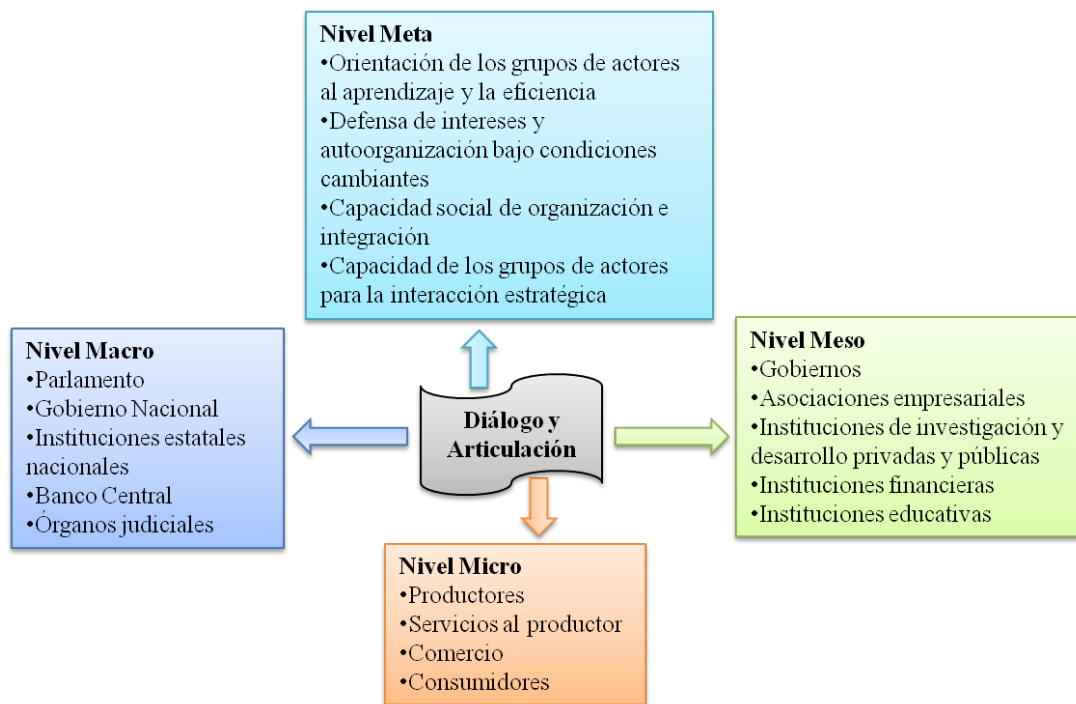 Nivel Meta
•Orientación de los grupos de actores
al aprendizaje y la eficiencia
•Defensa de intereses y
autoorganización bajo condiciones
cambiantes
•Capacidad social de organización e
integración
•Capacidad de los grupos de actores
para la interacción estratégica
Nivel Macro
•Parlamento
•Gobierno Nacional
•Instituciones estatales
nacionales
•Banco Central
•Órganos judiciales
Diálogo y
Articulación
Nivel Meso
•Gobiernos
•Asociaciones empresariales
•Instituciones de investigación y
desarrollo privadas y públicas
•Instituciones financieras
•Instituciones educativas
Nivel Micro
•Productores
•Servicios al productor
•Comercio
•Consumidores